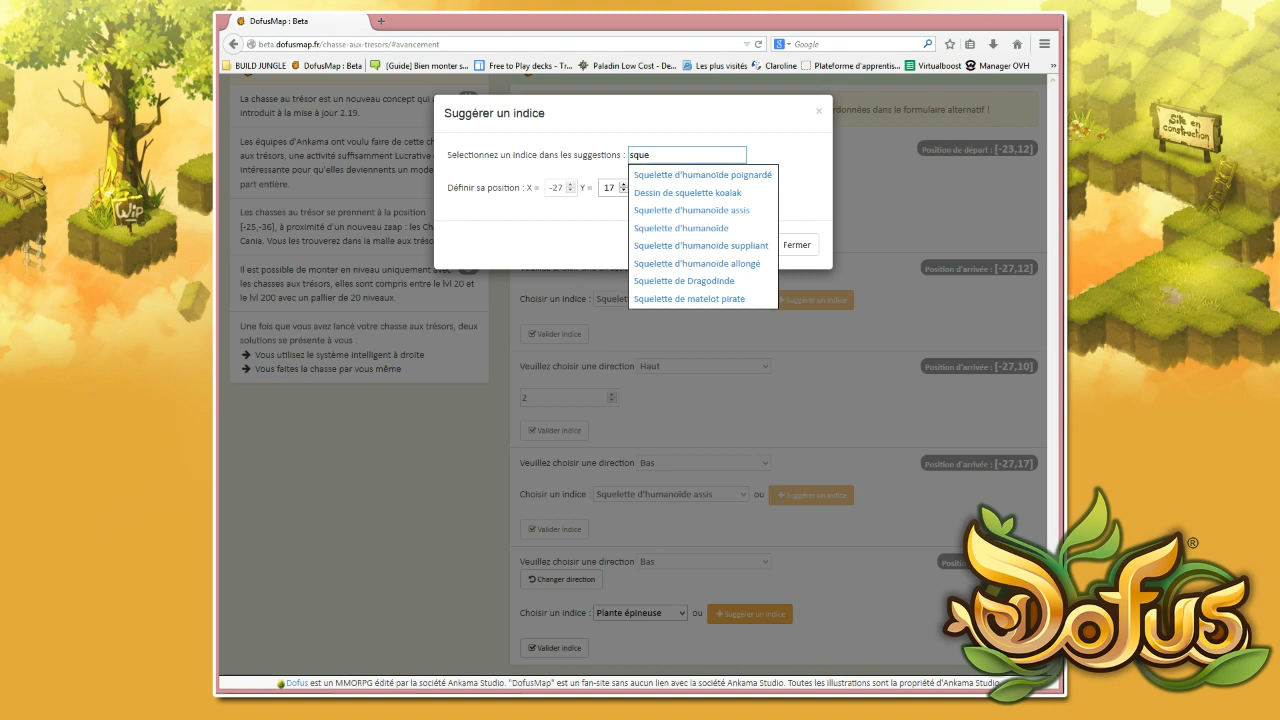 DofusMap : Beta
beta.dofusmap.fr/chasse-aux-tresors/#avancement
Google
BUILD JUNGLE
DofusMap : Beta
[Guide] Bien monter s...
Free to Play decks - Tr...
Paladin Low Cost - De...
Les plus visités
Claroline
Plateforme d'apprentis...
Virtualboost
Manager OVH
La chasse au trésor est un nouveau concept qui
introduit à la mise à jour 2.19.
Les équipes d'Ankama ont voulu faire de cette ch
aux trésors, une activité suffisamment Lucrative
Intéressante pour qu'elle deviennents un mode
part entière.
Les chasses au trésor se prennent à la position
[-25,-36], à proximité d'un nouveau zaap : les Ch
Cania. Vous les trouverez dans la malle aux tréso
Il est possible de monter en niveau uniquement avec
les chasses aux trésors, elles sont compris entre le lvl 20 et
le lvl 200 avec un pallier de 20 niveaux.
Une fois que vous avez lancé votre chasse aux trésors, deux
solutions se présente à vous :
Vous utilisez le système intelligent à droite
Vous faites la chasse par vous même
Suggérer un indice
×
Selectionnez un indice dans les suggestions : sque
Définir sa position : X = -27 Y = 17
Squelette d'humanoïde poignardé
Dessin de squelette koalak
Squelette d'humanoïde assis
Squelette d'humanoïde
Squelette d'humanoïde suppliant
Squelette d'humanoïde allongé
Squelette de Dragodinde
Squelette de matelot pirate
Fermer
ordonnées dans le formulaire alternatif !
Position de départ : [-23,12]
Position d'arrivée : [-27,12]
Choisir un indice : Squelett
Suggérer un indice
Valider indice
Veuillez choisir une direction Haut
Position d'arrivée : [-27,10]
2
Valider indice
Veuillez choisir une direction Bas
Position d'arrivée : [-27,17]
Choisir un indice : Squelette d'humanoïde assis ou Suggérer un indice
Valider indice
Veuillez choisir une direction Bas
Changer direction
Choisir un indice : Plante épineuse ou Suggérer un indice
Valider indice
Dofus est un MMORPG édité par la société Ankama Studio. "DofusMap" est un fan-site sans aucun lien avec la société Ankama Studio. Toutes les illustrations sont la propriété d'Ankama Studio
Wip
Site en
construction
Dofus ®